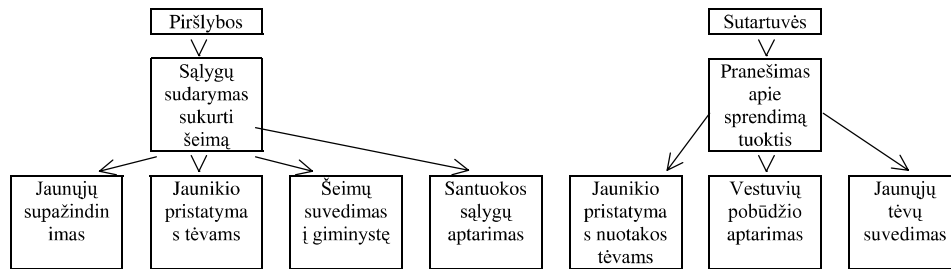 Piršlybos
Sąlygų
sudarymas
sukurti
šeimą
Jaunųjų
supažindin
imas
Jaunikio
pristatyma
s tėvams
Šeimų
suvedimas
į giminystę
Santuokos
sąlygų
aptarimas
Sutartuvės
Pranešimas
apie
sprendimą
tuoktis
Jaunikio
pristatyma
s nuotakos
tėvams
Vestuvių
pobūdžio
aptarimas
Jaunųjų
tėvų
suvedimas